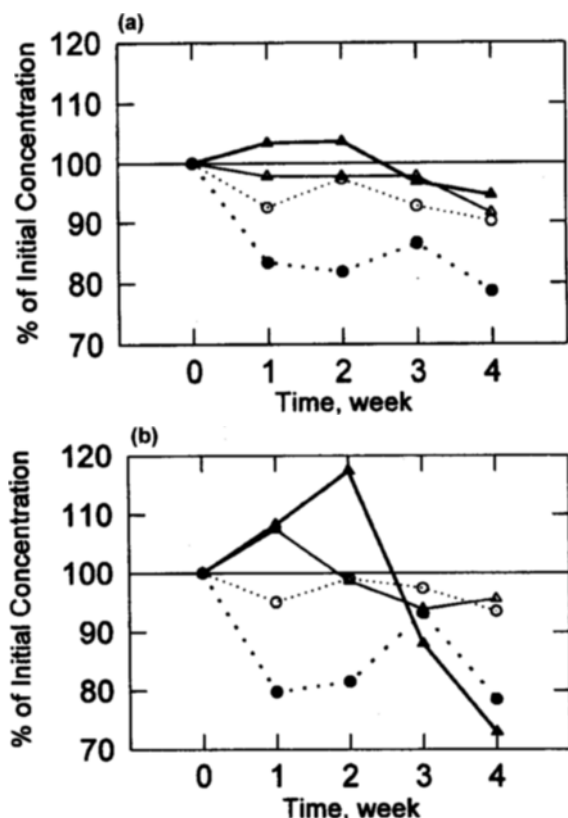 (a)
120
110
100
90
80
70
% of Initial Concentration
0 1 2 3 4
Time, week
(b)
120
110
100
90
80
70
% of Initial Concentration
0 1 2 3 4
Time, week